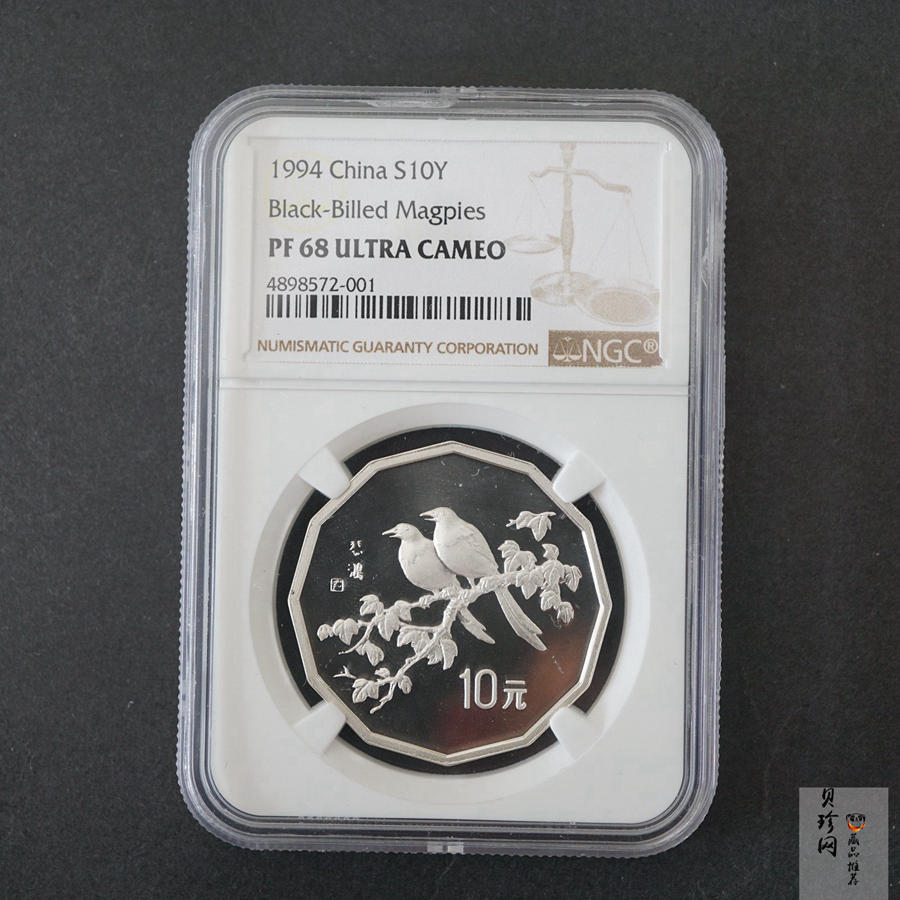 1994 China S10Y
Black-Billed Magpies
PF 68 ULTRA CAMEO
4898572-001
NUMISMATIC GUARANTY CORPORATION
NGC®
悲鸿
10元
贝珍网
藏品推荐